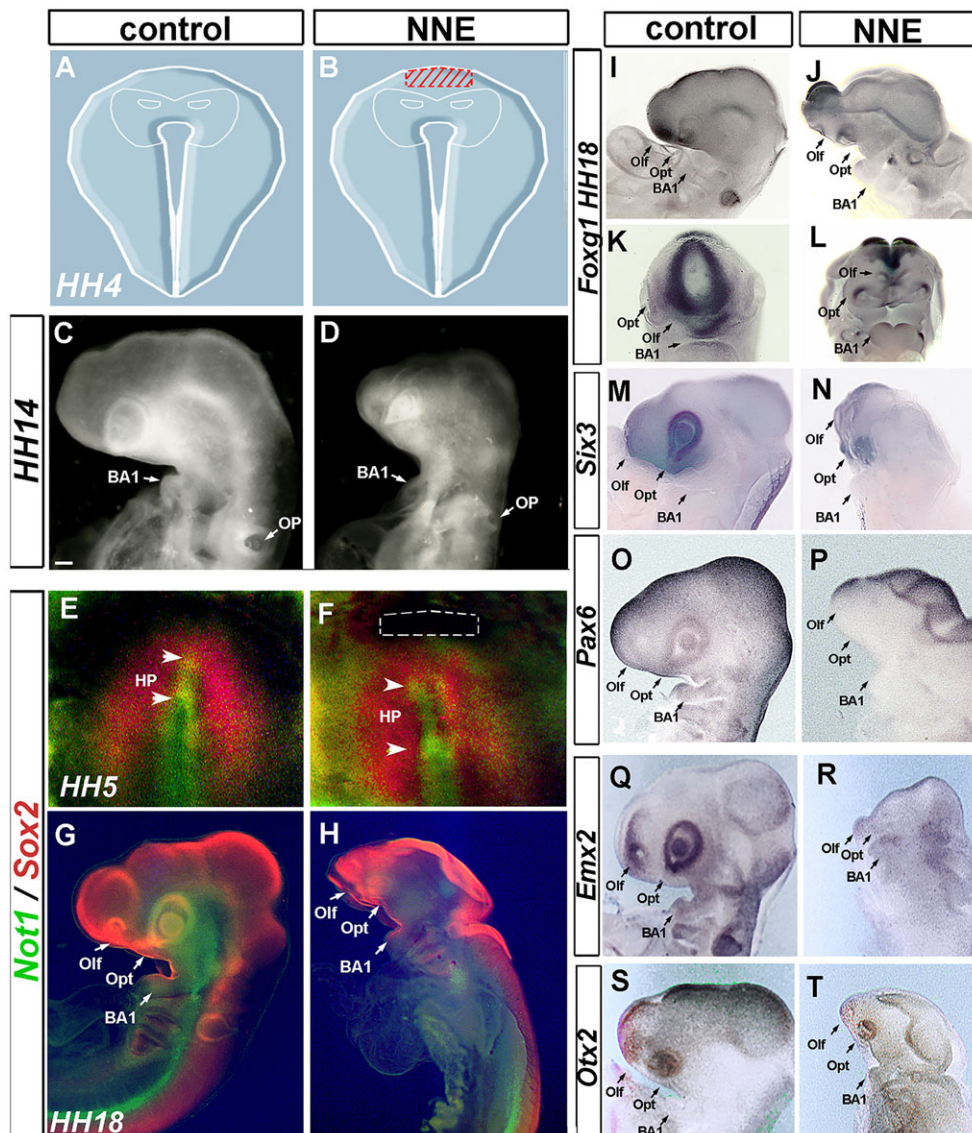 control
NNE
A
B
HH4
HH14
C
D
BA1
OP
BA1
OP
Not1 / Sox2
E
F
HP
HP
HH5
G
H
Olf
Opt
BA1
Olf
Opt
BA1
HH18
control
NNE
Foxg1 HH18
I
J
Olf
Opt
BA1
Olf
Opt
BA1
K
L
Opt
Olf
BA1
Olf
Opt
BA1
Six3
M
N
Olf
Opt
BA1
Olf
Opt
BA1
Pax6
O
P
Olf
Opt
BA1
Olf
Opt
BA1
Emx2
Q
R
Olf
Opt
BA1
Olf
Opt
BA1
Otx2
S
T
Olf
Opt
BA1
Olf
Opt
BA1